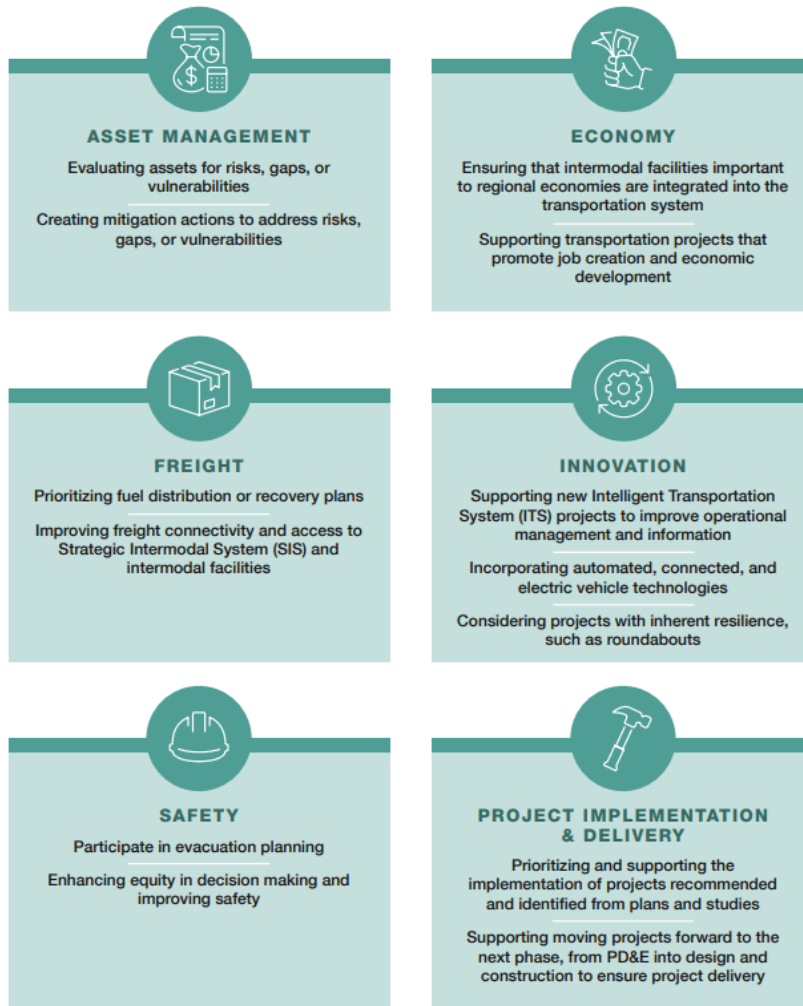 ASSET MANAGEMENT
Evaluating assets for risks, gaps, or
vulnerabilities
Creating mitigation actions to address risks,
gaps, or vulnerabilities
ECONOMY
Ensuring that intermodal facilities important
to regional economies are integrated into the
transportation system
Supporting transportation projects that
promote job creation and economic
development
FREIGHT
Prioritizing fuel distribution or recovery plans
Improving freight connectivity and access to
Strategic Intermodal System (SIS) and
intermodal facilities
INNOVATION
Supporting new Intelligent Transportation
System (ITS) projects to improve operational
management and information
Incorporating automated, connected, and
electric vehicle technologies
Considering projects with inherent resilience,
such as roundabouts
SAFETY
Participate in evacuation planning
Enhancing equity in decision making and
improving safety
PROJECT IMPLEMENTATION
& DELIVERY
Prioritizing and supporting the
implementation of projects recommended
and identified from plans and studies
Supporting moving projects forward to the
next phase, from PD&E into design and
construction to ensure project delivery